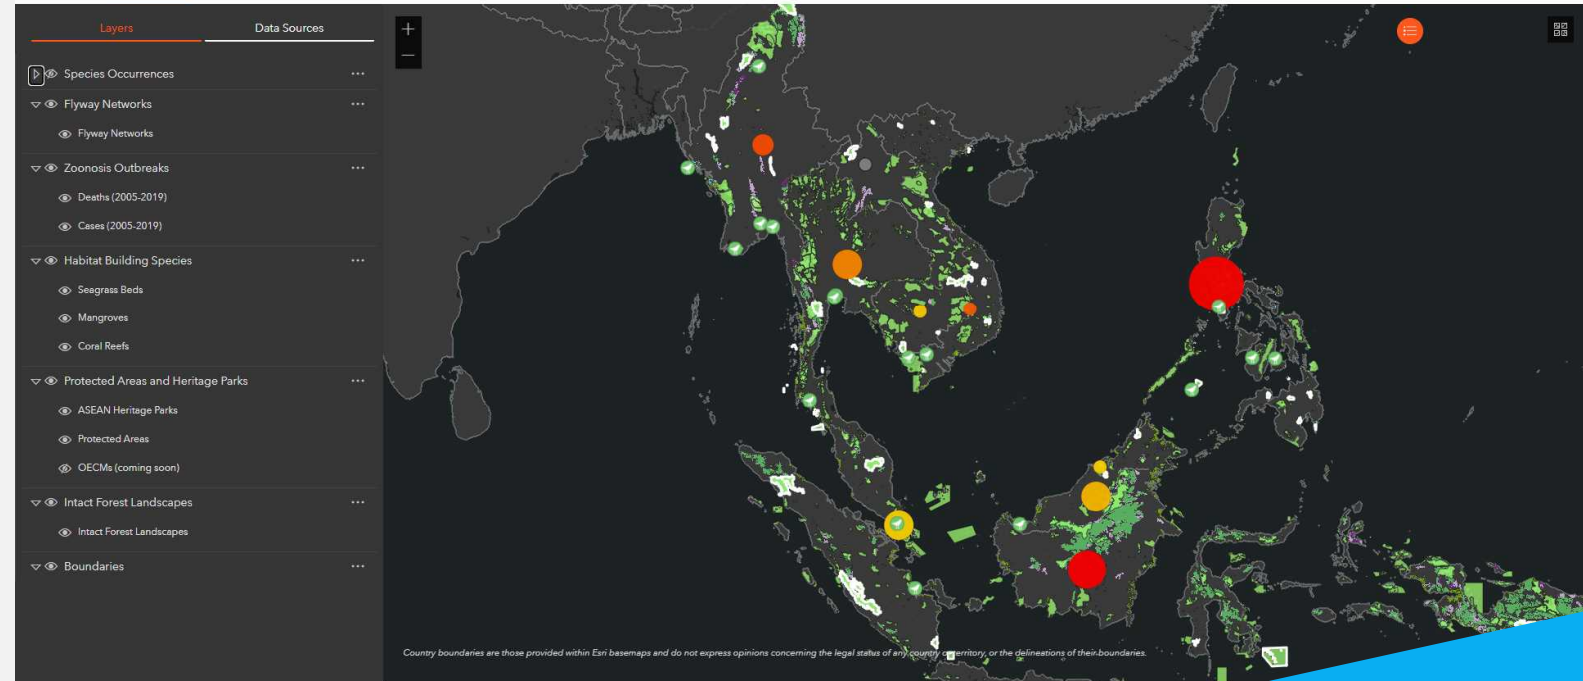 Layers
Data Sources
Species Occurrences
Flyway Networks
Flyway Networks
Zoonosis Outbreaks
Deaths (2005-2019)
Cases (2005-2019)
Habitat Building Species
Seagrass Beds
Mangroves
Coral Reefs
Protected Areas and Heritage Parks
ASEAN Heritage Parks
Protected Areas
OECMs (coming soon)
Intact Forest Landscapes
Intact Forest Landscapes
Boundaries
Country boundaries are those provided within Esri basemaps and do not express opinions concerning the legal status of any country or territory, or the delineations of their boundaries.